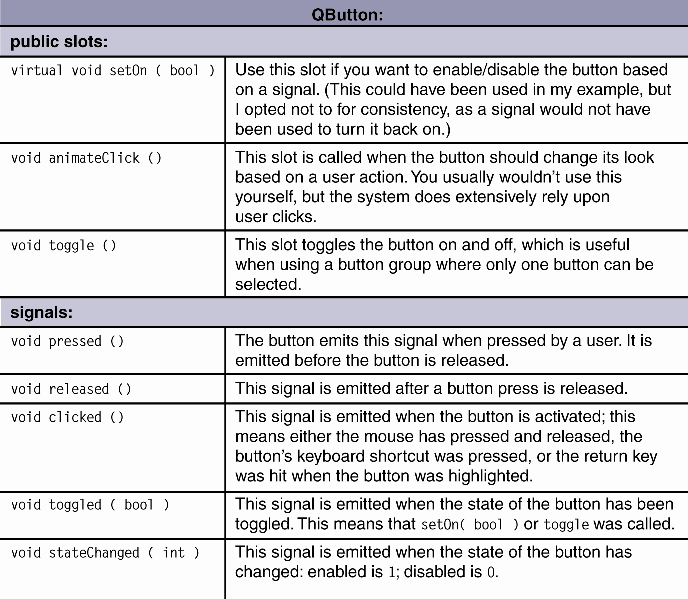 QButton:
public slots:
virtual void setOn ( bool )
Use this slot if you want to enable/disable the button based
on a signal. (This could have been used in my example, but
I opted not to for consistency, as a signal would not have
been used to turn it back on.)
void animateClick ()
This slot is called when the button should change its look
based on a user action. You usually wouldn't use this
yourself, but the system does extensively rely upon
user clicks.
void toggle ()
This slot toggles the button on and off, which is useful
when using a button group where only one button can be
selected.
signals:
void pressed ()
The button emits this signal when pressed by a user. It is
emitted before the button is released.
void released ()
This signal is emitted after a button press is released.
void clicked ()
This signal is emitted when the button is activated; this
means either the mouse has pressed and released, the
button's keyboard shortcut was pressed, or the return key
was hit when the button was highlighted.
void toggled ( bool )
This signal is emitted when the state of the button has been
toggled. This means that setOn( bool ) or toggle was called.
void stateChanged ( int )
This signal is emitted when the state of the button has
changed: enabled is 1; disabled is 0.